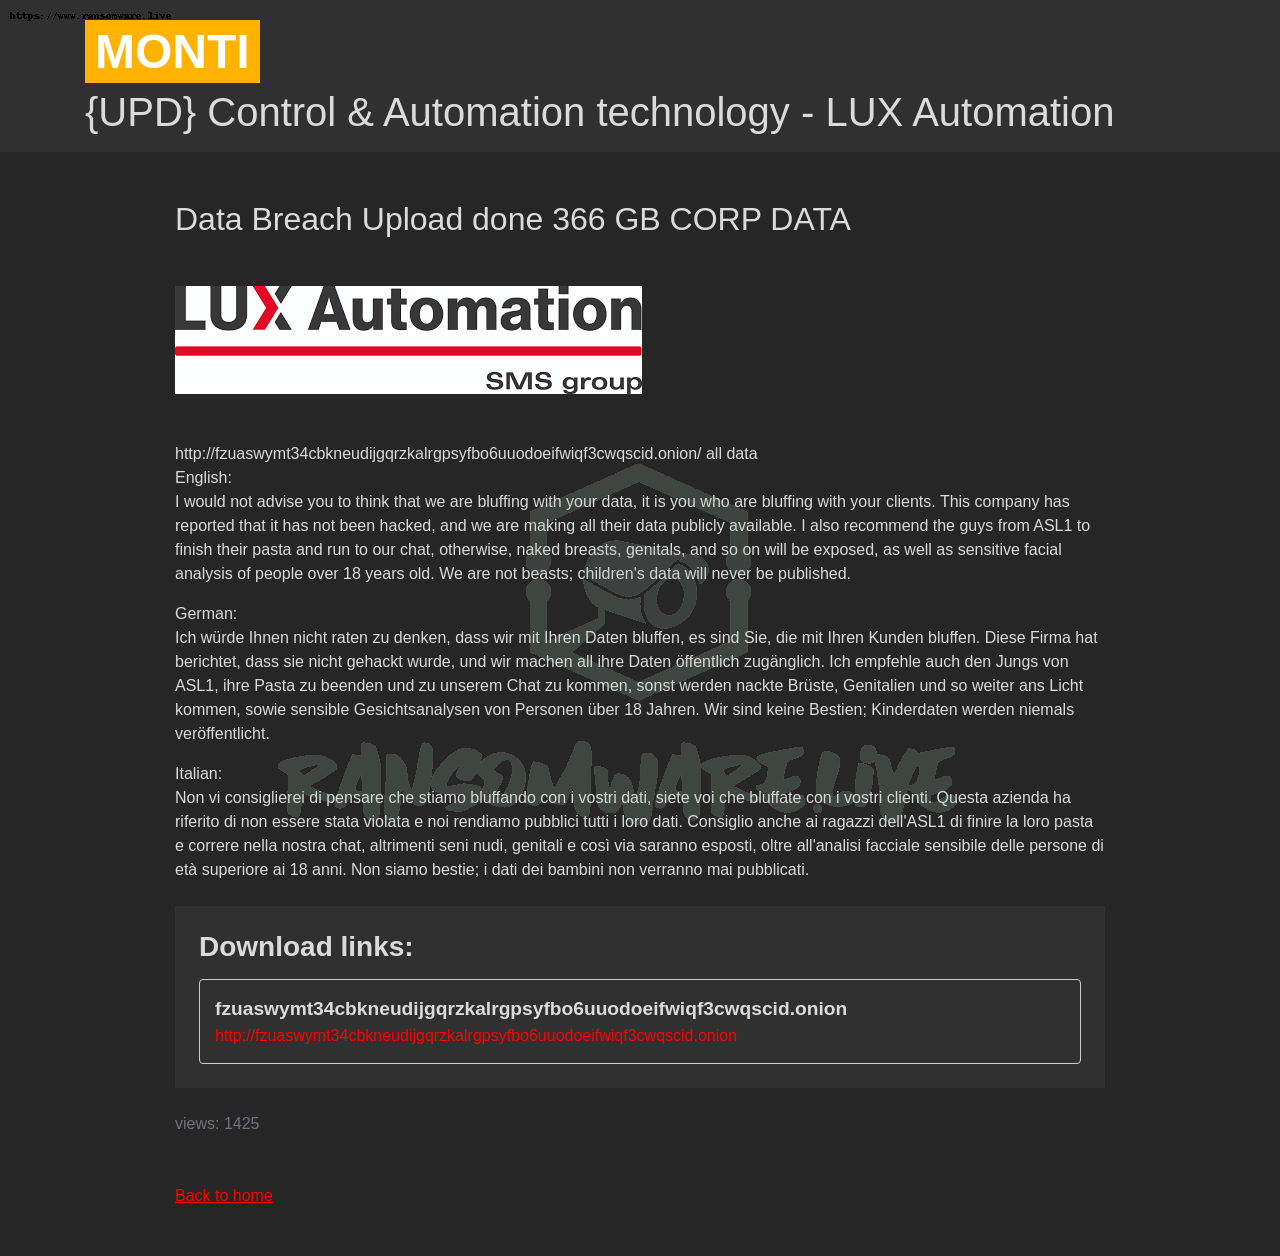 https://www.ransomware.live
MONTI
{UPD} Control & Automation technology - LUX Automation
Data Breach Upload done 366 GB CORP DATA
LUX Automation
SMS group
http://fzuaswymt34cbkneudijgqrzkalrgpsyfbo6uuodoeifwiqf3cwqscid.onion/ all data
English:
I would not advise you to think that we are bluffing with your data, it is you who are bluffing with your clients. This company has
reported that it has not been hacked, and we are making all their data publicly available. I also recommend the guys from ASL1 to
finish their pasta and run to our chat, otherwise, naked breasts, genitals, and so on will be exposed, as well as sensitive facial
analysis of people over 18 years old. We are not beasts; children's data will never be published.
German:
Ich würde Ihnen nicht raten zu denken, dass wir mit Ihren Daten bluffen, es sind Sie, die mit Ihren Kunden bluffen. Diese Firma hat
berichtet, dass sie nicht gehackt wurde, und wir machen all ihre Daten öffentlich zugänglich. Ich empfehle auch den Jungs von
ASL1, ihre Pasta zu beenden und zu unserem Chat zu kommen, sonst werden nackte Brüste, Genitalien und so weiter ans Licht
kommen, sowie sensible Gesichtsanalysen von Personen über 18 Jahren. Wir sind keine Bestien; Kinderdaten werden niemals
veröffentlicht.
RANSOMWARE.LIVE
Italian:
Non vi consiglierei di pensare che stiamo bluffando con i vostri dati, siete voi che bluffate con i vostri clienti. Questa azienda ha
riferito di non essere stata violata e noi rendiamo pubblici tutti i loro dati. Consiglio anche ai ragazzi dell'ASL1 di finire la loro pasta
e correre nella nostra chat, altrimenti seni nudi, genitali e così via saranno esposti, oltre all'analisi facciale sensibile delle persone di
età superiore ai 18 anni. Non siamo bestie; i dati dei bambini non verranno mai pubblicati.
Download links:
fzuaswymt34cbkneudijgqrzkalrgpsyfbo6uuodoeifwiqf3cwqscid.onion
http://fzuaswymt34cbkneudijgqrzkalrgpsyfbo6uuodoeifwiqf3cwqscid.onion
views: 1425
Back to home